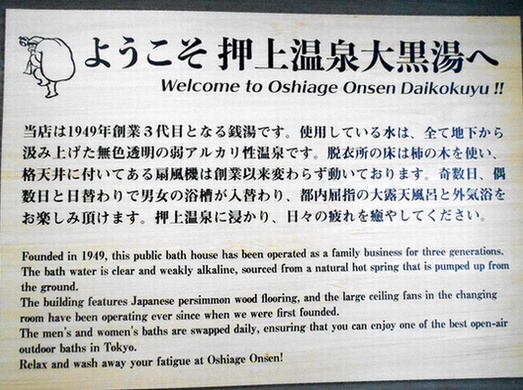 ようこそ 押上温泉大黒湯へ
Welcome to Oshiage Onsen Daikokuyu !!
当店は1949年創業３代目となる銭湯です。使用している水は、全て地下から
汲み上げた無色透明の弱アルカリ性温泉です。脱衣所の床は柿の木を使い、
格天井に付いてある扇風機は創業以来変わらず動いております。奇数日、偶
数日と日替わりで男女の浴槽が入替わり、都内屈指の大露天風呂と外気浴を
お楽しみ頂けます。押上温泉に浸かり、日々の疲れを癒やしてください。
Founded in 1949, this public bath house has been operated as a family business for three generations.
The bath water is clear and weakly alkaline, sourced from a natural hot spring that is pumped up from
the ground.
The building features Japanese persimmon wood flooring, and the large ceiling fans in the changing
room have been operating ever since when we were first founded.
The men's and women's baths are swapped daily, ensuring that you can enjoy one of the best open-air
outdoor baths in Tokyo.
Relax and wash away your fatigue at Oshiage Onsen!